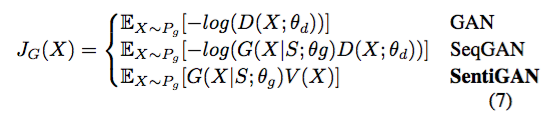 J_G(X) = { E_{X∼P_g}[−log(D(X; θ_d))] GAN
E_{X∼P_g}[−log(G(X|S; θg)D(X; θ_d))] SeqGAN
E_{X∼P_g}[G(X|S; θ_g)V(X)] SentiGAN
(7)